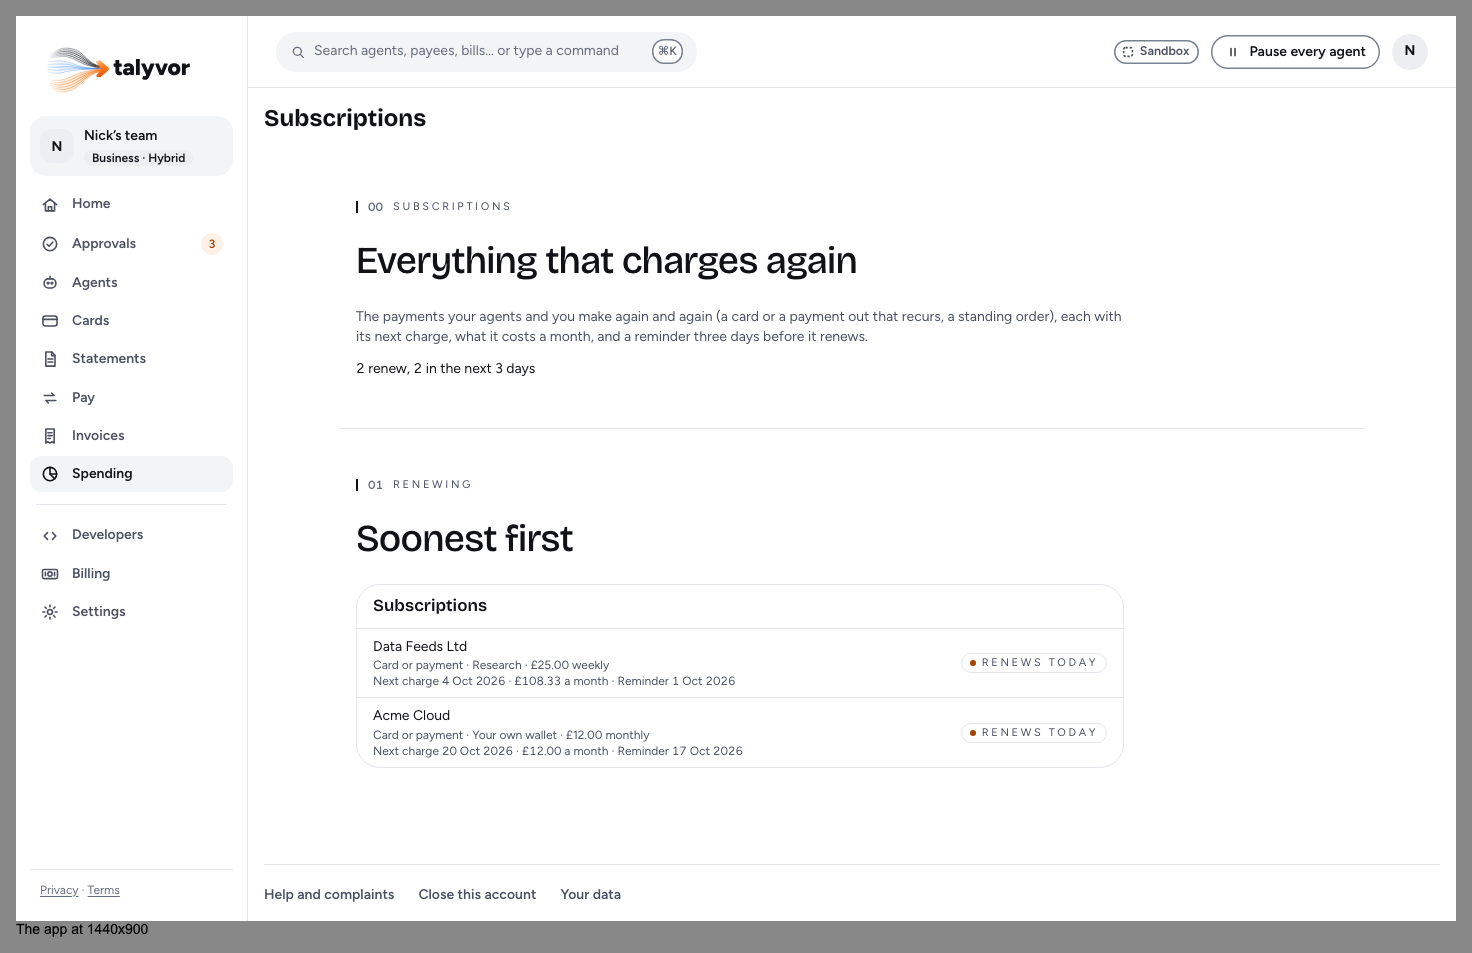 talyvor
Search agents, payees, bills... or type a command
⌘K
Sandbox
Pause every agent
N
N
Nick’s team
Business · Hybrid
Home
Approvals
3
Agents
Cards
Statements
Pay
Invoices
Spending
Developers
Billing
Settings
Privacy · Terms
Subscriptions
00 SUBSCRIPTIONS
Everything that charges again
The payments your agents and you make again and again (a card or a payment out that recurs, a standing order), each with
its next charge, what it costs a month, and a reminder three days before it renews.
2 renew, 2 in the next 3 days
01 RENEWING
Soonest first
Subscriptions
Data Feeds Ltd
Card or payment · Research · £25.00 weekly
Next charge 4 Oct 2026 · £108.33 a month · Reminder 1 Oct 2026
RENEWS TODAY
Acme Cloud
Card or payment · Your own wallet · £12.00 monthly
Next charge 20 Oct 2026 · £12.00 a month · Reminder 17 Oct 2026
RENEWS TODAY
Help and complaints
Close this account
Your data
The app at 1440x900